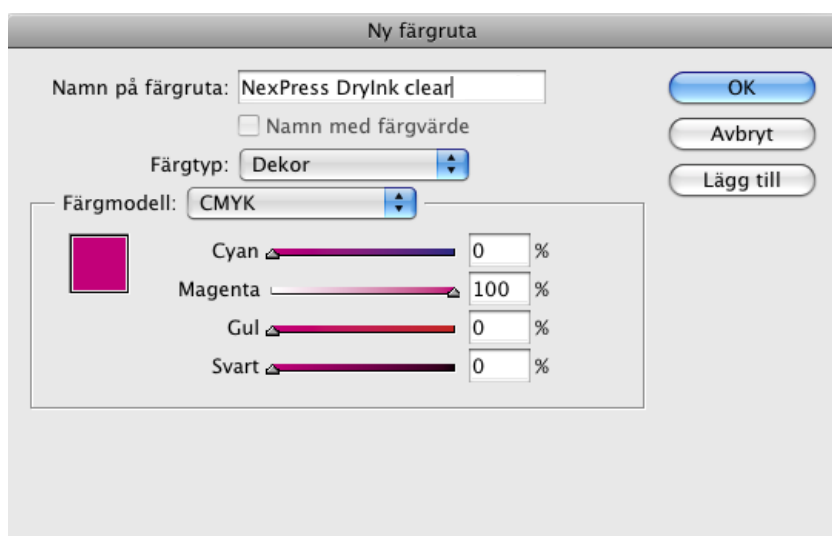 Ny färgruta
Namn på färgruta: NexPress DryInk clear
OK
Namn med färgvärde
Avbryt
Färgtyp: Dekor
Lägg till
Färgmodell: CMYK
Cyan 0 %
Magenta 100 %
Gul 0 %
Svart 0 %